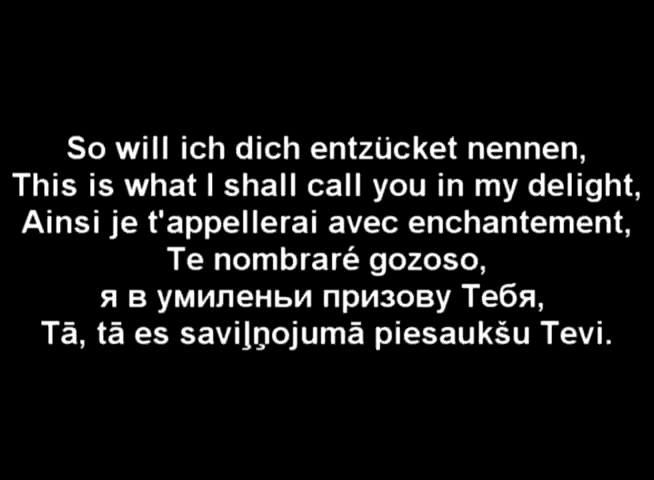 So will ich dich entzücket nennen,
This is what I shall call you in my delight,
Ainsi je t'appellerai avec enchantement,
Te nombraré gozoso,
я в умиленьи призову Тебя,
Tā, tā es saviļņojumā piesaukšu Tevi.